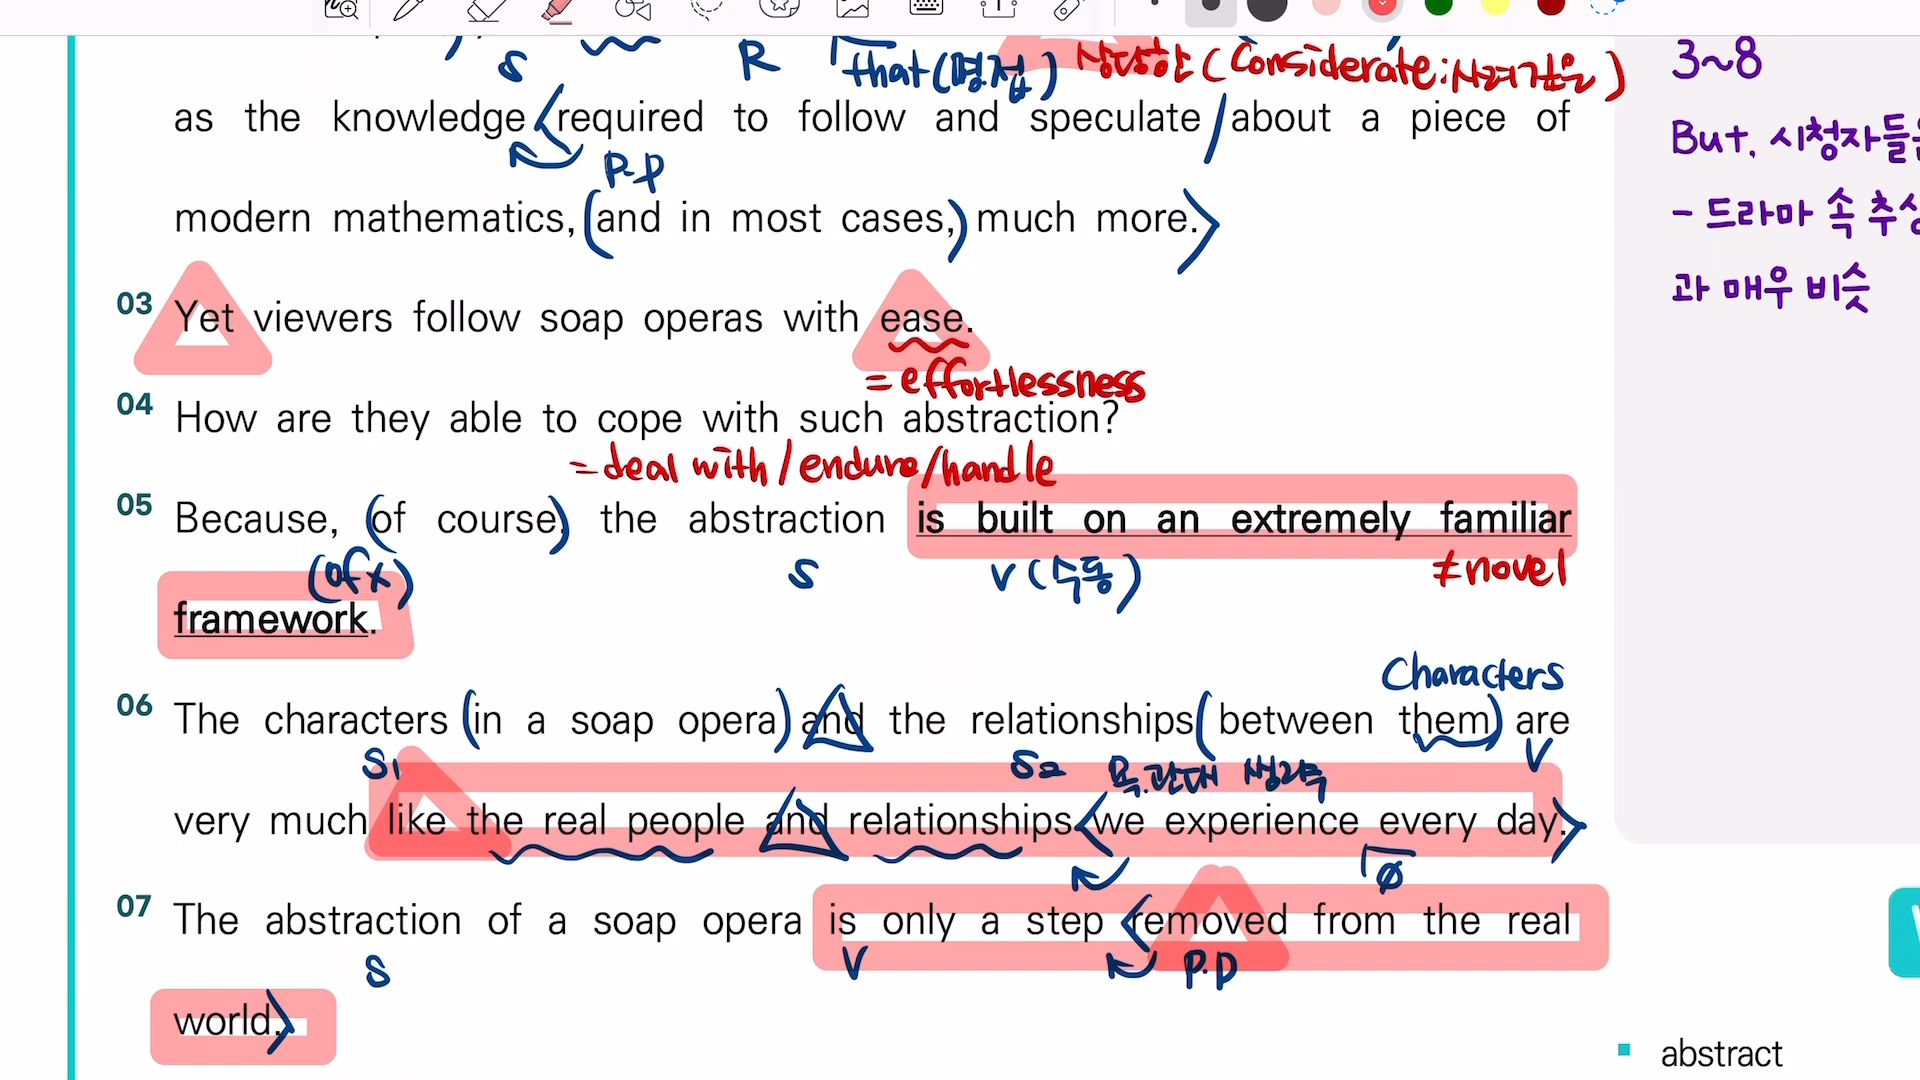 S R that(명.접) 상당한 (Considerate:사려깊은)
as the knowledge required to follow and speculate about a piece of
P.P
modern mathematics, (and in most cases,) much more.
03 Yet viewers follow soap operas with ease.
= effortlessness
04 How are they able to cope with such abstraction?
= deal with / endure / handle
05 Because, (of course) the abstraction is built on an extremely familiar
(of x) S V (수동) ≠ novel
framework.
Characters
06 The characters (in a soap opera) and the relationships (between them) are
S1 S2 목.관대 생략 V
very much like the real people and relationships <we experience every day.>
ø
07 The abstraction of a soap opera is only a step <removed from the real
S V P.P
world.>
3~8
But, 시청자들은
- 드라마 속 추상
과 매우 비슷
abstract